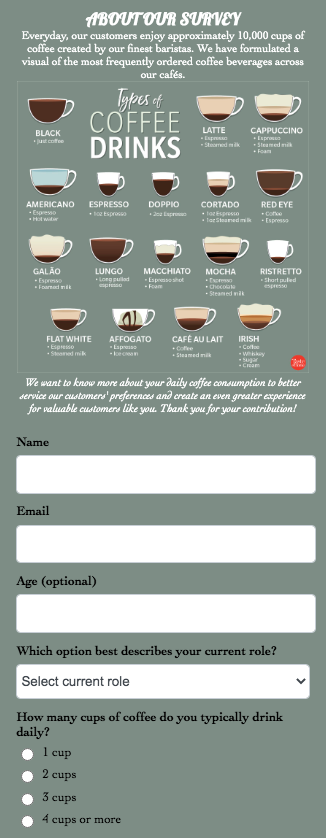 ABOUT OUR SURVEY
Everyday, our customers enjoy approximately 10,000 cups of
coffee created by our finest baristas. We have formulated a
visual of the most frequently ordered coffee beverages across
our cafés.
Types of
COFFEE
DRINKS
BLACK
• Just coffee
LATTE
• Espresso
• Steamed milk
CAPPUCCINO
• Espresso
• Steamed milk
• Foam
AMERICANO
• Espresso
• Hot water
ESPRESSO
• 1oz Espresso
DOPPIO
• 2oz Espresso
CORTADO
• 1oz Espresso
• 1oz Steamed milk
RED EYE
• Coffee
• Espresso
GALÃO
• Espresso
• Foamed milk
LUNGO
• Long pulled
espresso
MACCHIATO
• Espresso shot
• Foam
MOCHA
• Espresso
• Chocolate
• Steamed milk
RISTRETTO
• Short pulled
espresso
FLAT WHITE
• Espresso
• Steamed milk
AFFOGATO
• Espresso
• Ice cream
CAFÉ AU LAIT
• Coffee
• Steamed milk
IRISH
• Coffee
• Whiskey
• Sugar
• Cream
We want to know more about your daily coffee consumption to better
service our customers' preferences and create an even greater experience
for valuable customers like you. Thank you for your contribution!
Name
Email
Age (optional)
Which option best describes your current role?
Select current role
How many cups of coffee do you typically drink
daily?
1 cup
2 cups
3 cups
4 cups or more